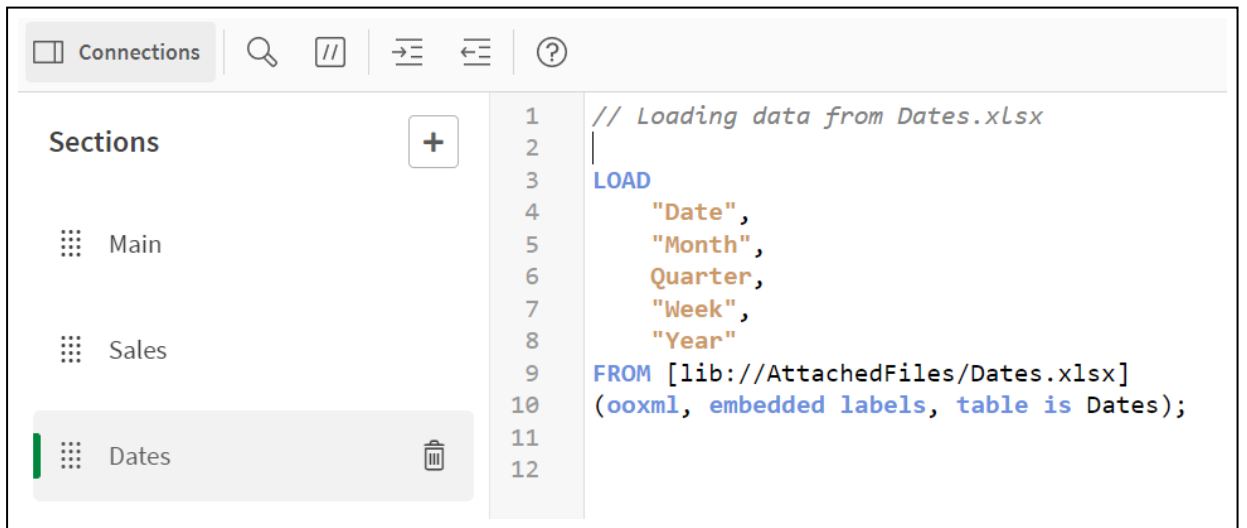 Connections
//
?
Sections
+
Main
Sales
Dates
1 // Loading data from Dates.xlsx
2
3 LOAD
4 "Date",
5 "Month",
6 Quarter,
7 "Week",
8 "Year"
9 FROM [lib://AttachedFiles/Dates.xlsx]
10 (ooxml, embedded labels, table is Dates);
11
12